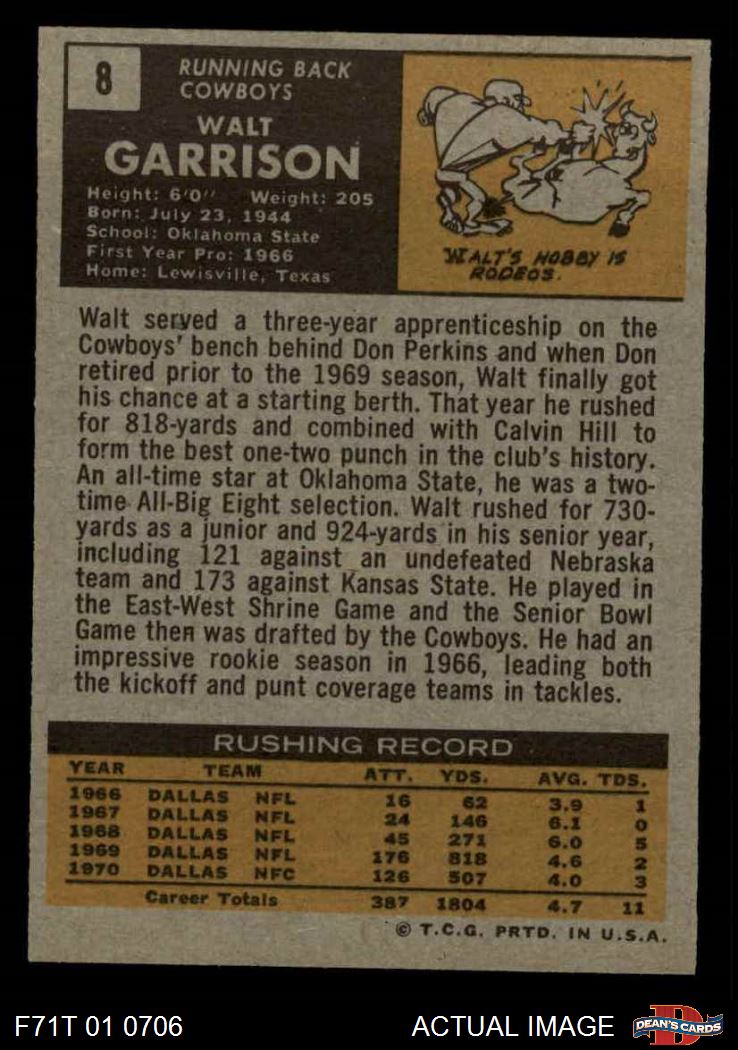 8
RUNNING BACK
COWBOYS
WALT
GARRISON
Height: 6'0" Weight: 205
Born: July 23, 1944
School: Oklahoma State
First Year Pro: 1966
Home: Lewisville, Texas
WALT'S HOBBY IS
RODEOS.
Walt served a three-year apprenticeship on the
Cowboys' bench behind Don Perkins and when Don
retired prior to the 1969 season, Walt finally got
his chance at a starting berth. That year he rushed
for 818-yards and combined with Calvin Hill to
form the best one-two punch in the club's history.
An all-time star at Oklahoma State, he was a two-
time All-Big Eight selection. Walt rushed for 730-
yards as a junior and 924-yards in his senior year,
including 121 against an undefeated Nebraska
team and 173 against Kansas State. He played in
the East-West Shrine Game and the Senior Bowl
Game then was drafted by the Cowboys. He had an
impressive rookie season in 1966, leading both
the kickoff and punt coverage teams in tackles.
RUSHING RECORD
YEAR TEAM ATT. YDS. AVG. TDS.
1966 DALLAS NFL 16 62 3.9 1
1967 DALLAS NFL 24 146 6.1 0
1968 DALLAS NFL 45 271 6.0 5
1969 DALLAS NFL 176 818 4.6 2
1970 DALLAS NFC 126 507 4.0 3
Career Totals 387 1804 4.7 11
© T.C.G. PRTD. IN U.S.A.
F71T 01 0706 ACTUAL IMAGE
D
DEAN'S CARDS